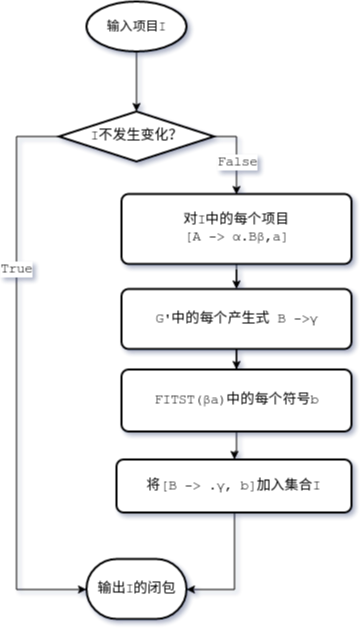 输入项目I
I不发生变化?
False
对I中的每个项目
[A -> α.Bβ,a]
True
G'中的每个产生式 B ->γ
FITST(βa)中的每个符号b
将[B -> .γ, b]加入集合I
输出I的闭包